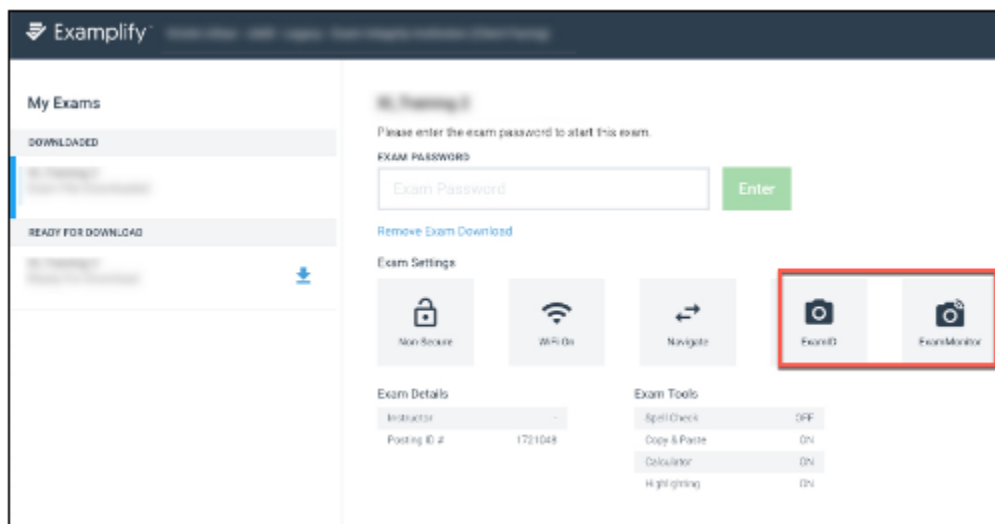 Examplify
My Exams
DOWNLOADED
READY FOR DOWNLOAD
Please enter the exam password to start this exam.
EXAM PASSWORD
Exam Password
Enter
Remove Exam Download
Exam Settings
Non-Secure
WiFi On
Navigate
ExamID
ExamMonitor
Exam Details
Instructor -
Posting ID # 1721048
Exam Tools
Spell Check OFF
Copy & Paste ON
Calculator ON
Highlighting ON